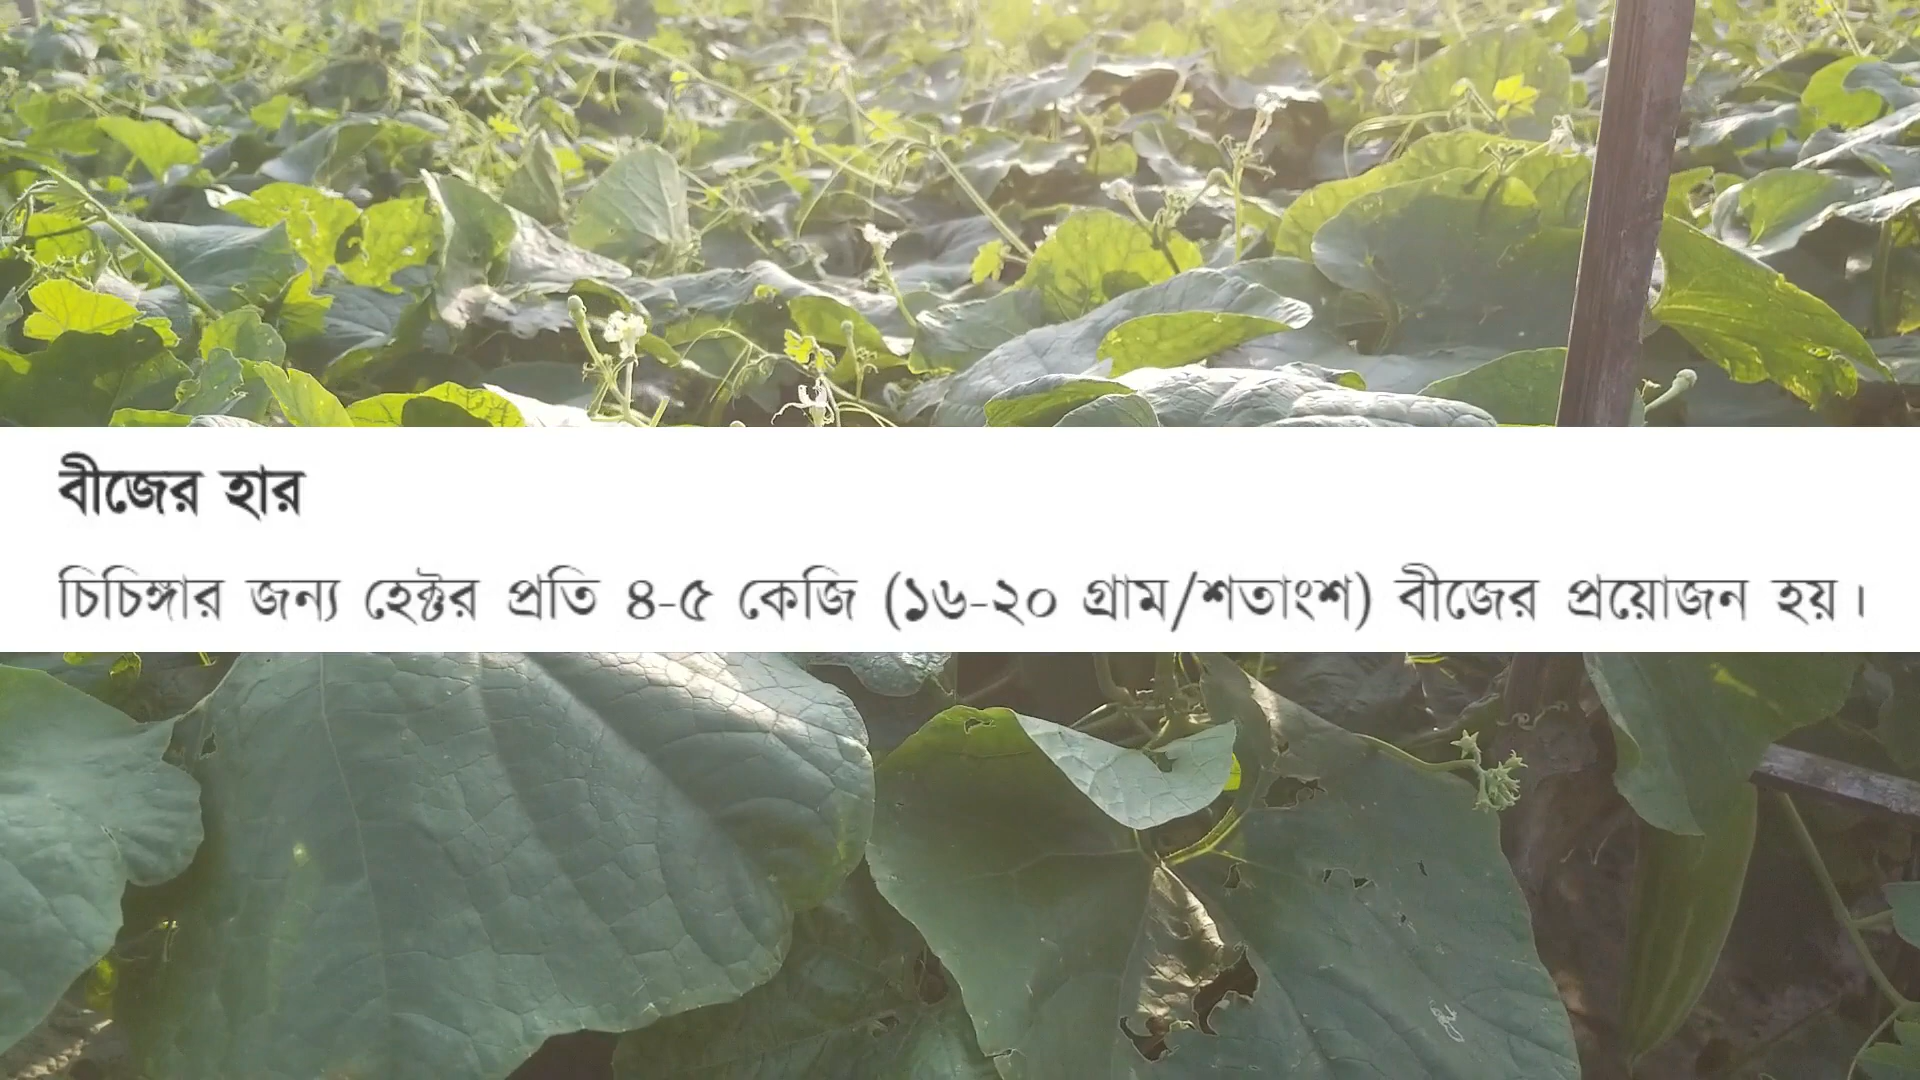 বীজের হার
চিচিঙ্গার জন্য হেক্টর প্রতি ৪-৫ কেজি (১৬-২০ গ্রাম/শতাংশ) বীজের প্রয়োজন হয়।